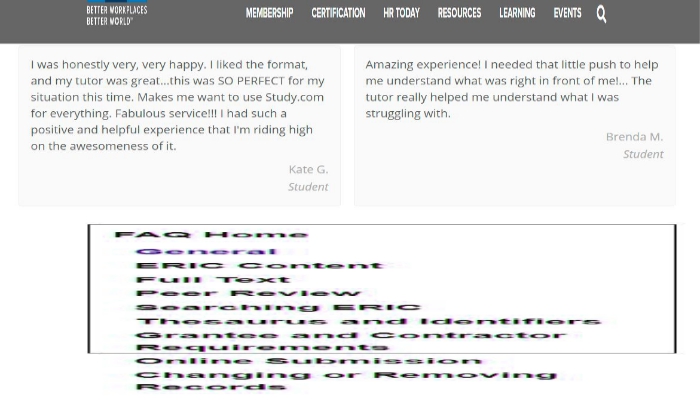 BETTER WORKPLACES
BETTER WORLD™
MEMBERSHIP CERTIFICATION HR TODAY RESOURCES LEARNING EVENTS
I was honestly very, very happy. I liked the format,
and my tutor was great...this was SO PERFECT for my
situation this time. Makes me want to use Study.com
for everything. Fabulous service!!! I had such a
positive and helpful experience that I'm riding high
on the awesomeness of it.
Kate G.
Student
Amazing experience! I needed that little push to help
me understand what was right in front of me!... The
tutor really helped me understand what I was
struggling with.
Brenda M.
Student
FAQ Home
General
ERIC Content
Full Text
Peer Review
Searching ERIC
Thesaurus and Identifiers
Grantee and Contractor
Requirements
Online Submission
Changing or Removing
Records